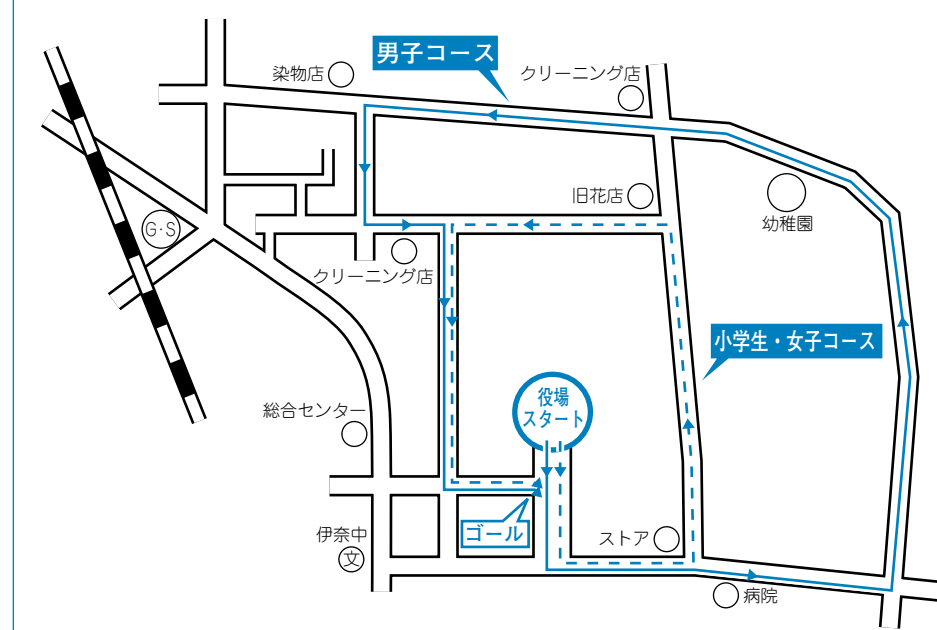 男子コース
染物店
クリーニング店
旧花店
幼稚園
G・S
クリーニング店
小学生・女子コース
役場
スタート
総合センター
ゴール
伊奈中
文
ストア
病院